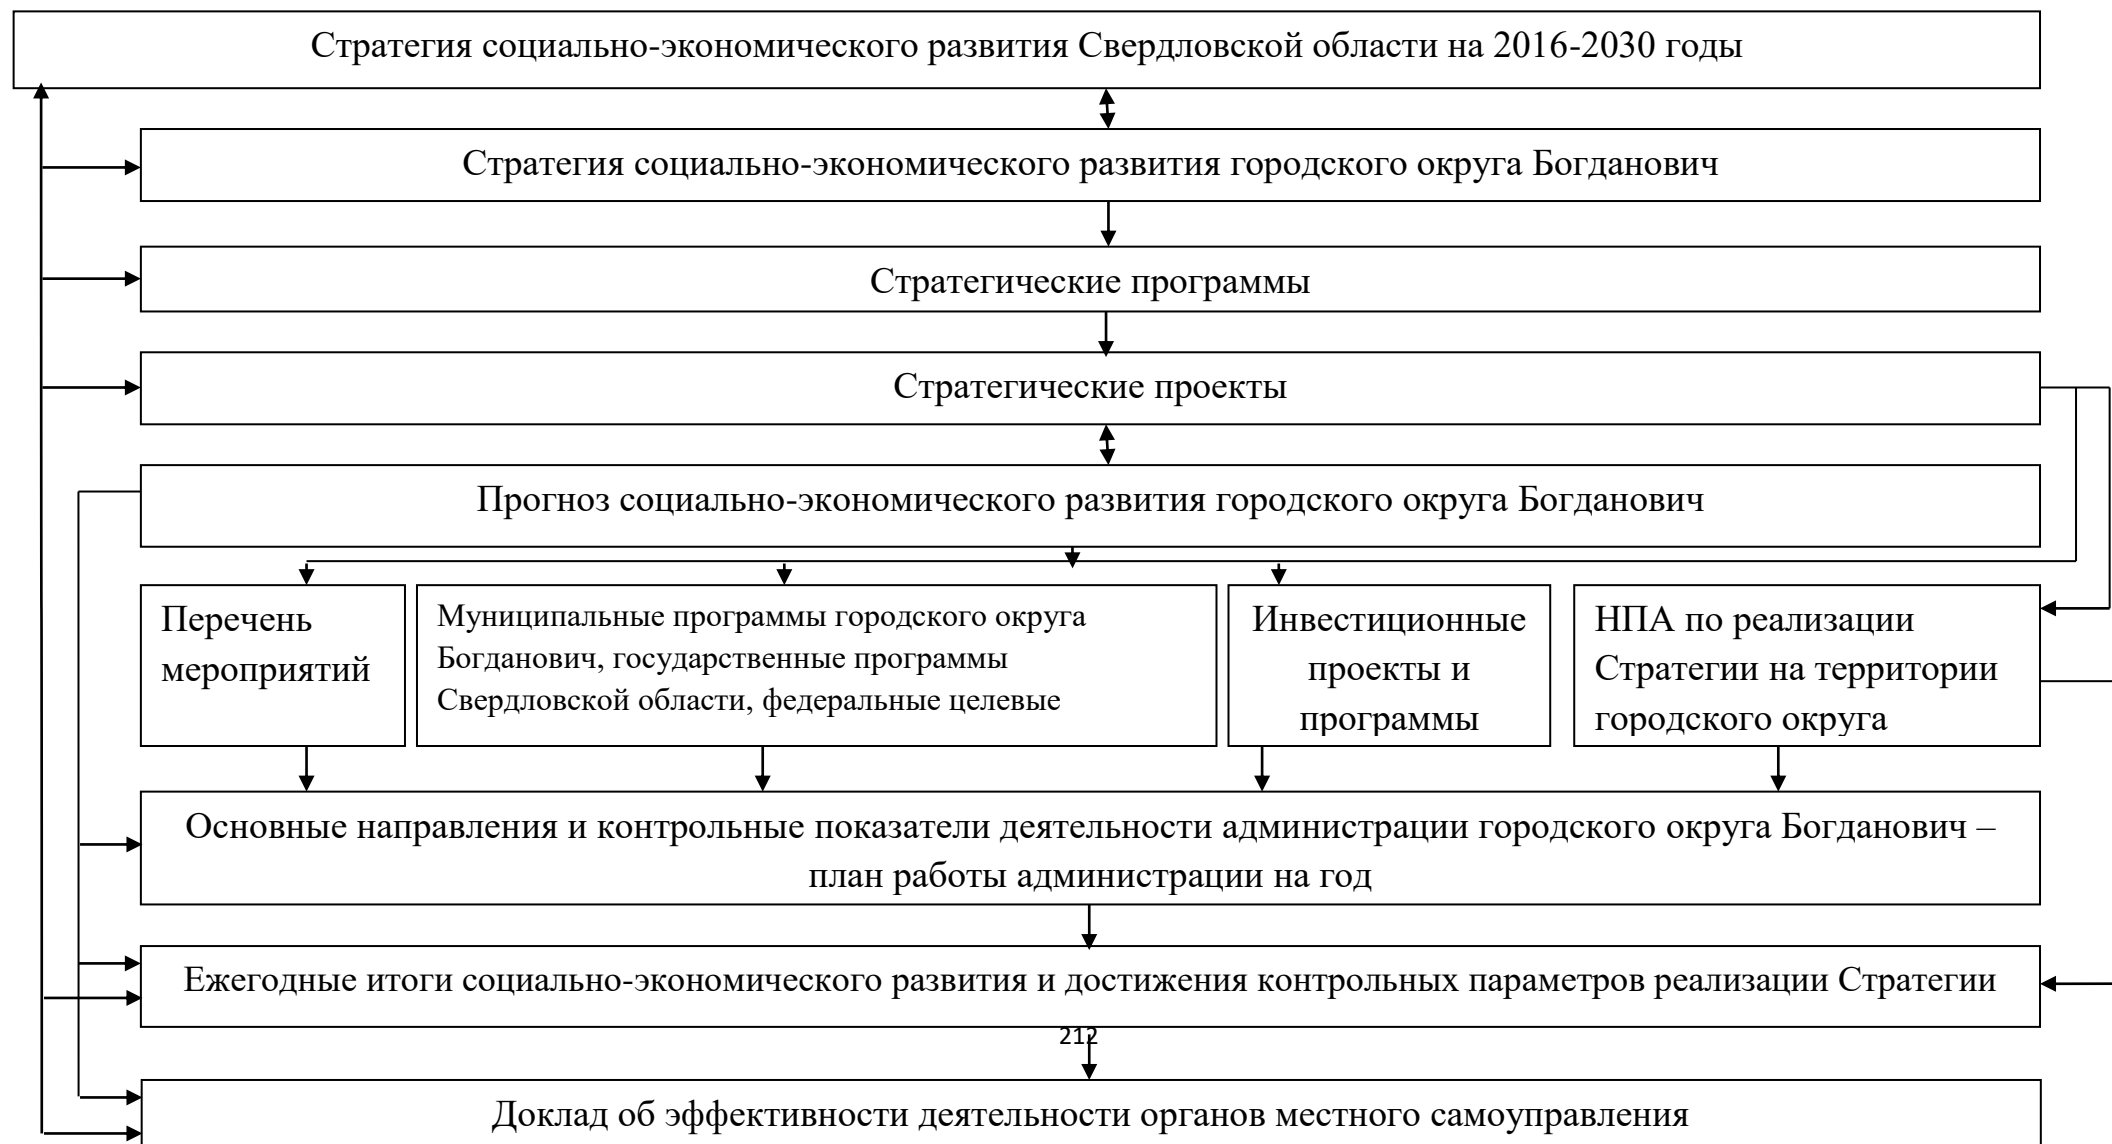 Стратегия социально-экономического развития Свердловской области на 2016-2030 годы
Стратегия социально-экономического развития городского округа Богданович
Стратегические программы
Стратегические проекты
Прогноз социально-экономического развития городского округа Богданович
Перечень
мероприятий
Муниципальные программы городского округа
Богданович, государственные программы
Свердловской области, федеральные целевые
Инвестиционные
проекты и
программы
НПА по реализации
Стратегии на территории
городского округа
Основные направления и контрольные показатели деятельности администрации городского округа Богданович –
план работы администрации на год
Ежегодные итоги социально-экономического развития и достижения контрольных параметров реализации Стратегии
212
Доклад об эффективности деятельности органов местного самоуправления